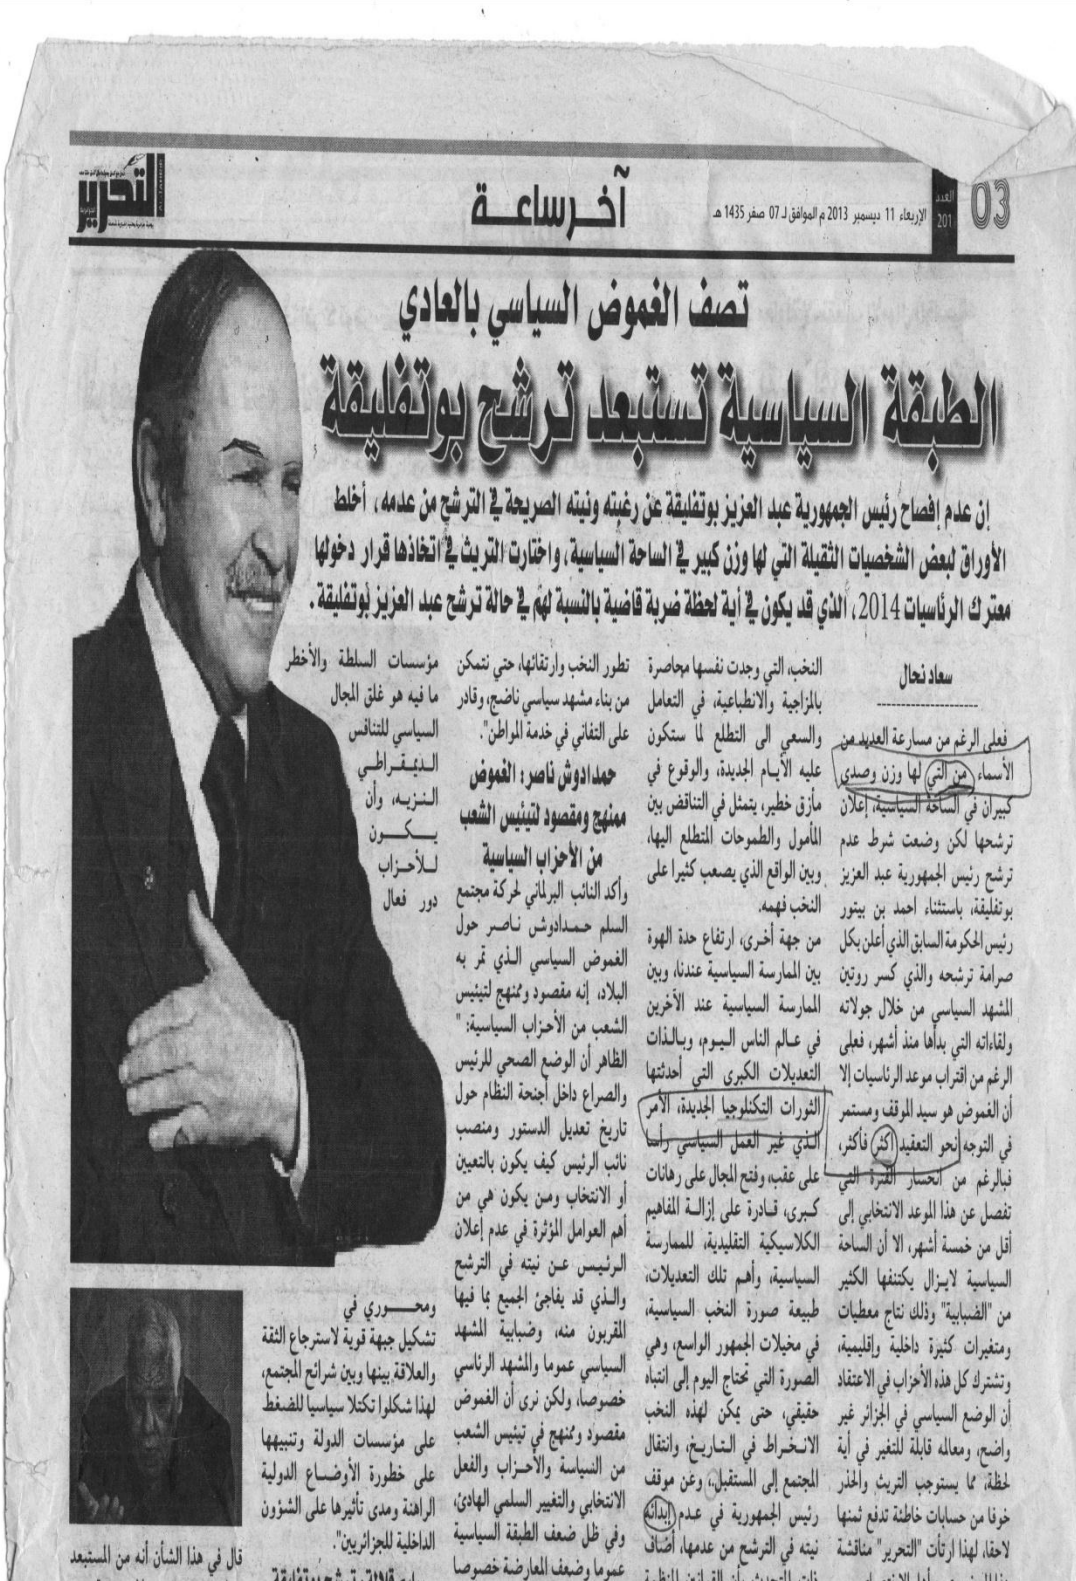 03
العدد
201
الإربعاء 11 ديسمبر 2013 م الموافق لـ 07 صفر 1435 هـ
آخر ساعة
التحرير
تصف الغموض السياسي بالعادي
الطبقة السياسية تستبعد ترشح بوتفليقة
إن عدم إفصاح رئيس الجمهورية عبد العزيز بوتفليقة عن رغبته ونيته الصريحة في الترشح من عدمه، أخلط
الأوراق لبعض الشخصيات الثقيلة التي لها وزن كبير في الساحة السياسية، واختارت التريث في اتخاذها قرار دخولها
معترك الرئاسيات 2014، الذي قد يكون في أية لحظة ضربة قاضية بالنسبة لهم في حالة ترشح عبد العزيز بوتفليقة.
سعاد نحال
فعلى الرغم من مسارعة العديد من
الأسماء من التي لها وزن وصدى
كبيران في الساحة السياسية، إعلان
ترشحها لكن وضعت شرط عدم
ترشح رئيس الجمهورية عبد العزيز
بوتفليقة، باستثناء احمد بن بيتور
رئيس الحكومة السابق الذي أعلن بكل
صرامة ترشحه والذي كسر روتين
المشهد السياسي من خلال جولاته
ولقاءاته التي بدأها منذ أشهر، فعلى
الرغم من اقتراب موعد الرئاسيات إلا
أن الغموض هو سيد الموقف ومستمر
في التوجه نحو التعقيد أكثر فأكثر،
فبالرغم من انحسار الفترة التي
تفصل عن هذا الموعد الانتخابي إلى
أقل من خمسة أشهر، الا أن الساحة
السياسية لايزال يكتنفها الكثير
من "الضبابية" وذلك نتاج معطيات
ومتغيرات كثيرة داخلية وإقليمية،
وتشترك كل هذه الأحزاب في الاعتقاد
أن الوضع السياسي في الجزائر غير
واضح، ومعالمه قابلة للتغير في أية
لحظة، مما يستوجب التريث والحذر
خوفا من حسابات خاطئة تدفع ثمنها
لاحقا، لهذا ارتأت "التحرير" مناقشة
النخب، التي وجدت نفسها محاصرة
بالمزاجية والانطباعية، في التعامل
والسعي الى التطلع لما ستكون
عليه الأيام الجديدة، والوقوع في
مأزق خطير، يتمثل في التناقض بين
المأمول والطموحات المتطلع اليها،
وبين الواقع الذي يصعب كثيرا على
النخب فهمه.
من جهة أخرى، ارتفاع حدة الهوة
بين الممارسة السياسية عندنا، وبين
الممارسة السياسية عند الآخرين
في عالم الناس اليوم، وبالذات
التعديلات الكبرى التي أحدثتها
الثورات التكنلوجيا الجديدة، الأمر
الذي غير العمل السياسي رأسا
على عقب، وفتح المجال على رهانات
كبرى، قادرة على إزالة المفاهيم
الكلاسيكية التقليدية، للممارسة
السياسية، وأهم تلك التعديلات،
طبيعة صورة النخب السياسية،
في مخيلات الجمهور الواسع، وهي
الصورة التي تحتاج اليوم إلى انتباه
حقيقي، حتى يمكن لهذه النخب
الانخراط في التاريخ، وانتقال
المجتمع إلى المستقبل، وعن موقف
رئيس الجمهورية في عدم إبدائه
نيته في الترشح من عدمها، أضاف
تطور النخب وارتقائها، حتي نتمكن
من بناء مشهد سياسي ناضج، وقادر
على التفاني في خدمة المواطن".
حمدادوش ناصر: الغموض
ممنهج ومقصود لتيئيس الشعب
من الأحزاب السياسية
وأكد النائب البرلماني لحركة مجتمع
السلم حمدادوش ناصر حول
الغموض السياسي الذي تمر به
البلاد، إنه مقصود وممنهج لتيئيس
الشعب من الأحزاب السياسية: "
الظاهر أن الوضع الصحي للرئيس
والصراع داخل أجنحة النظام حول
تاريخ تعديل الدستور ومنصب
نائب الرئيس كيف يكون بالتعيين
أو الانتخاب ومن يكون هي من
أهم العوامل المؤثرة في عدم إعلان
الرئيس عن نيته في الترشح
والذي قد يفاجئ الجميع بما فيها
المقربون منه، وضبابية المشهد
السياسي عموما والمشهد الرئاسي
خصوصا، ولكن نرى أن الغموض
مقصود وممنهج في تيئيس الشعب
من السياسة والأحزاب والفعل
الانتخابي والتغيير السلمي الهادئ،
وفي ظل ضعف الطبقة السياسية
عموما وضعف المعارضة خصوصا
مؤسسات السلطة والأخطر
ما فيه هو غلق المجال
السياسي للتنافس
الديمقراطي
النزيه، وأن
يكون
للأحزاب
دور فعال
ومحوري في
تشكيل جبهة قوية لاسترجاع الثقة
والعلاقة بينها وبين شرائح المجتمع،
لهذا شكلوا تكتلا سياسيا للضغط
على مؤسسات الدولة وتنبيهها
على خطورة الأوضاع الدولية
الراهنة ومدى تأثيرها على الشؤون
الداخلية للجزائريين".
قال في هذا الشأن أنه من المستبعد